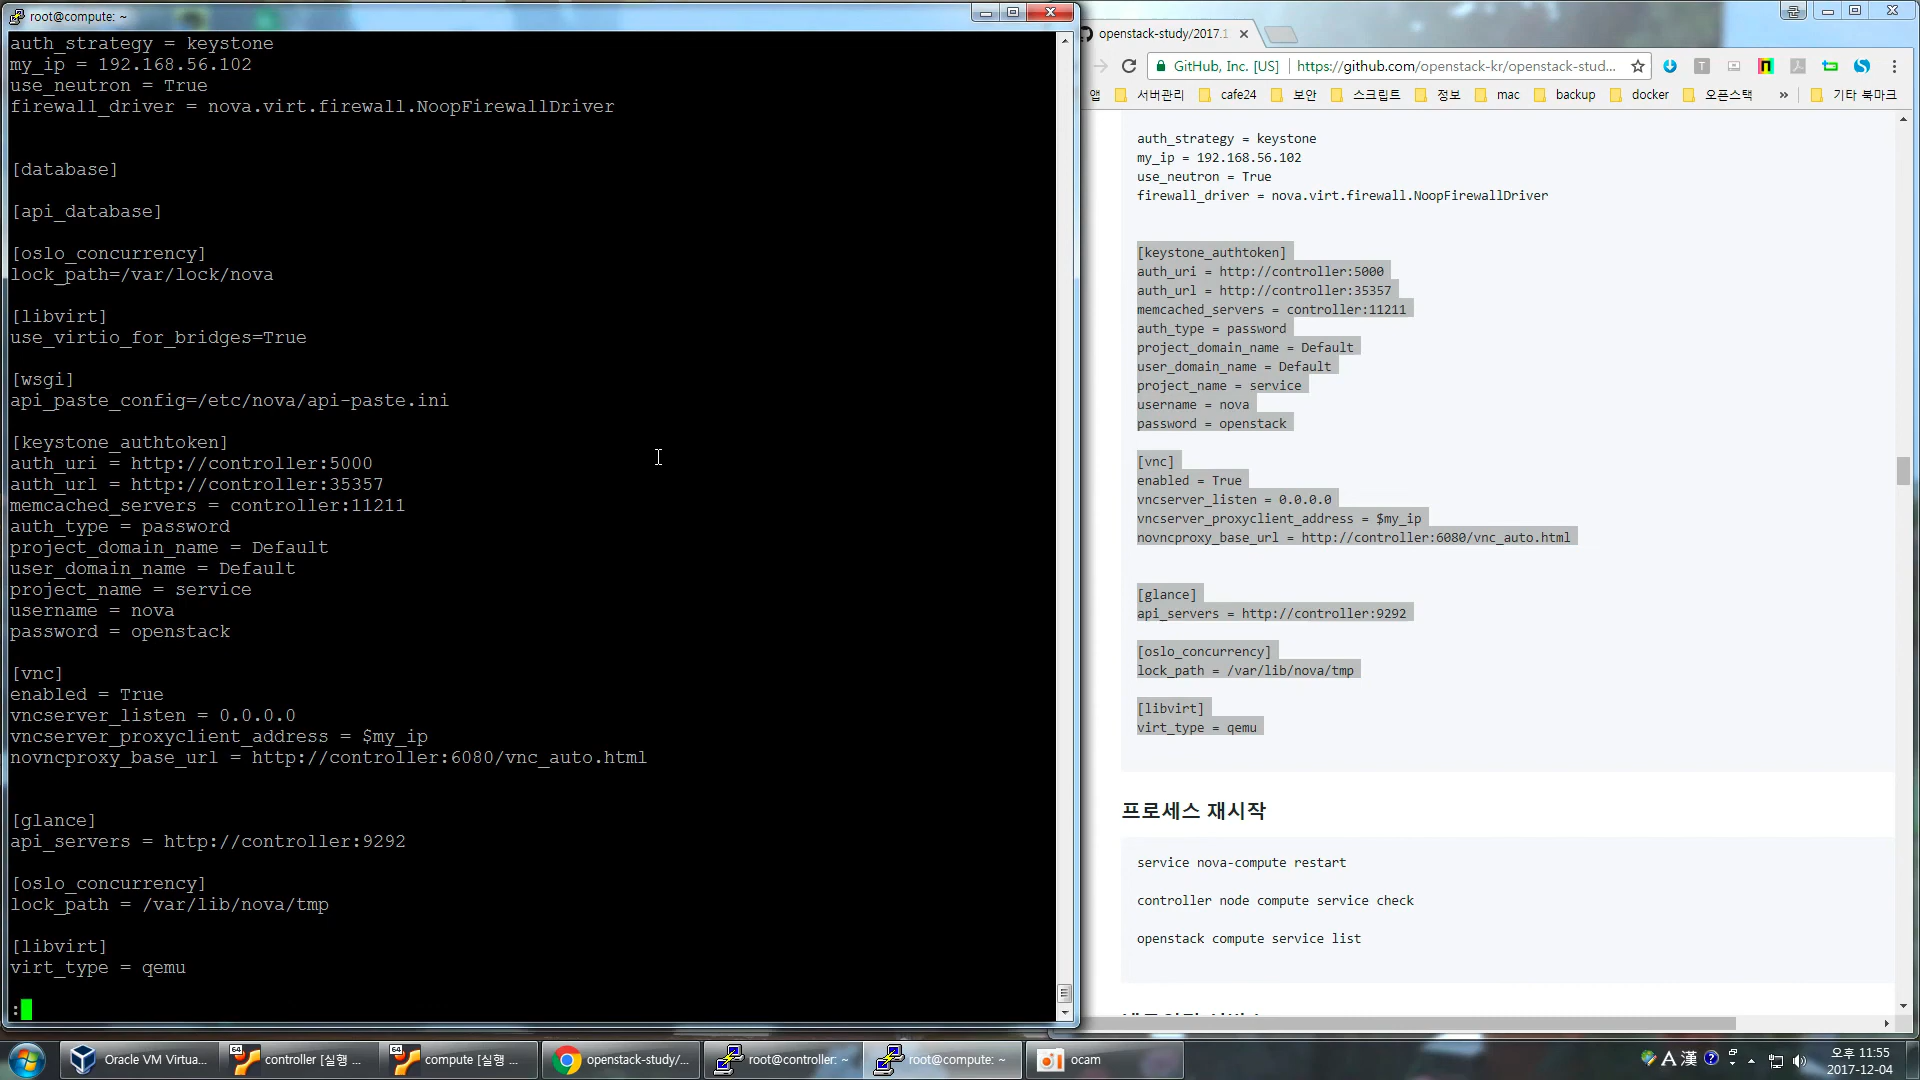 root@compute: ~
auth_strategy = keystone
my_ip = 192.168.56.102
use_neutron = True
firewall_driver = nova.virt.firewall.NoopFirewallDriver
[database]
[api_database]
[oslo_concurrency]
lock_path=/var/lock/nova
[libvirt]
use_virtio_for_bridges=True
[wsgi]
api_paste_config=/etc/nova/api-paste.ini
[keystone_authtoken]
auth_uri = http://controller:5000
auth_url = http://controller:35357
memcached_servers = controller:11211
auth_type = password
project_domain_name = Default
user_domain_name = Default
project_name = service
username = nova
password = openstack
[vnc]
enabled = True
vncserver_listen = 0.0.0.0
vncserver_proxyclient_address = $my_ip
novncproxy_base_url = http://controller:6080/vnc_auto.html
[glance]
api_servers = http://controller:9292
[oslo_concurrency]
lock_path = /var/lib/nova/tmp
[libvirt]
virt_type = qemu
:
openstack-study/2017.1
GitHub, Inc. [US] https://github.com/openstack-kr/openstack-stud...
앱 서버관리 cafe24 보안 스크립트 정보 mac backup docker 오픈스택 » 기타 북마크
auth_strategy = keystone
my_ip = 192.168.56.102
use_neutron = True
firewall_driver = nova.virt.firewall.NoopFirewallDriver
[keystone_authtoken]
auth_uri = http://controller:5000
auth_url = http://controller:35357
memcached_servers = controller:11211
auth_type = password
project_domain_name = Default
user_domain_name = Default
project_name = service
username = nova
password = openstack
[vnc]
enabled = True
vncserver_listen = 0.0.0.0
vncserver_proxyclient_address = $my_ip
novncproxy_base_url = http://controller:6080/vnc_auto.html
[glance]
api_servers = http://controller:9292
[oslo_concurrency]
lock_path = /var/lib/nova/tmp
[libvirt]
virt_type = qemu
프로세스 재시작
service nova-compute restart
controller node compute service check
openstack compute service list
Oracle VM Virtua...
64 controller [실행 ...
64 compute [실행 ...
openstack-study/...
root@controller: ~
root@compute: ~
ocam
A 漢
오후 11:55
2017-12-04